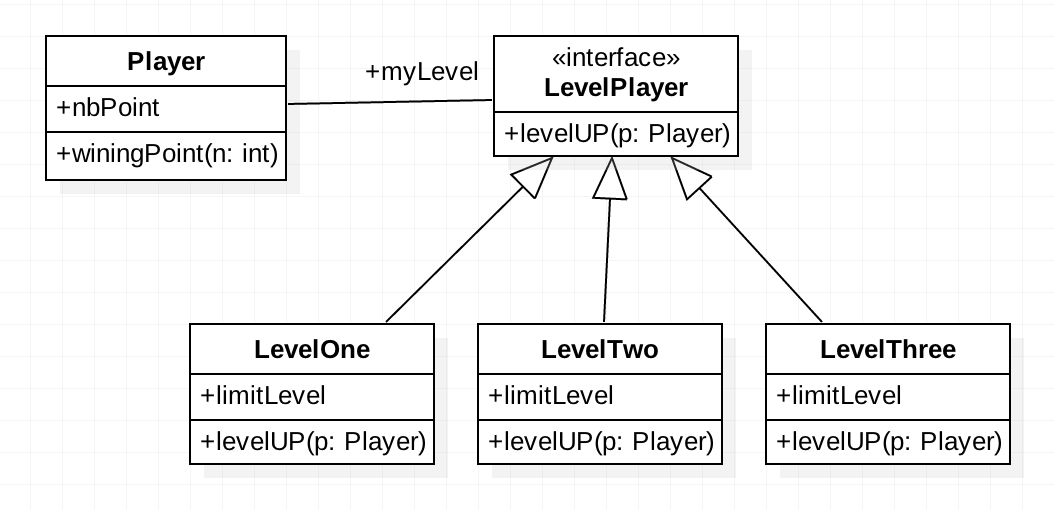 Player
+nbPoint
+winingPoint(n: int)
+myLevel
«interface»
LevelPlayer
+levelUP(p: Player)
LevelOne
+limitLevel
+levelUP(p: Player)
LevelTwo
+limitLevel
+levelUP(p: Player)
LevelThree
+limitLevel
+levelUP(p: Player)